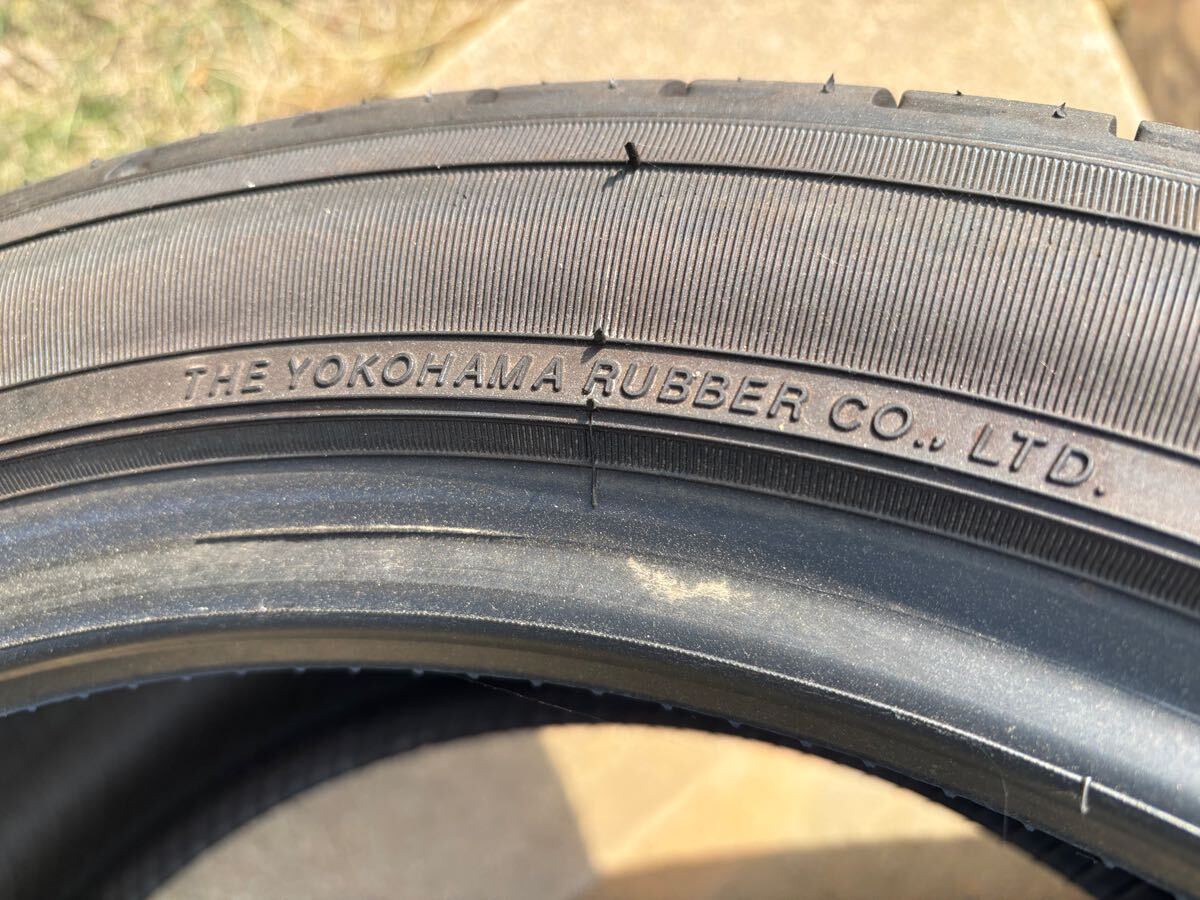 THE YOKOHAMA RUBBER CO., LTD.